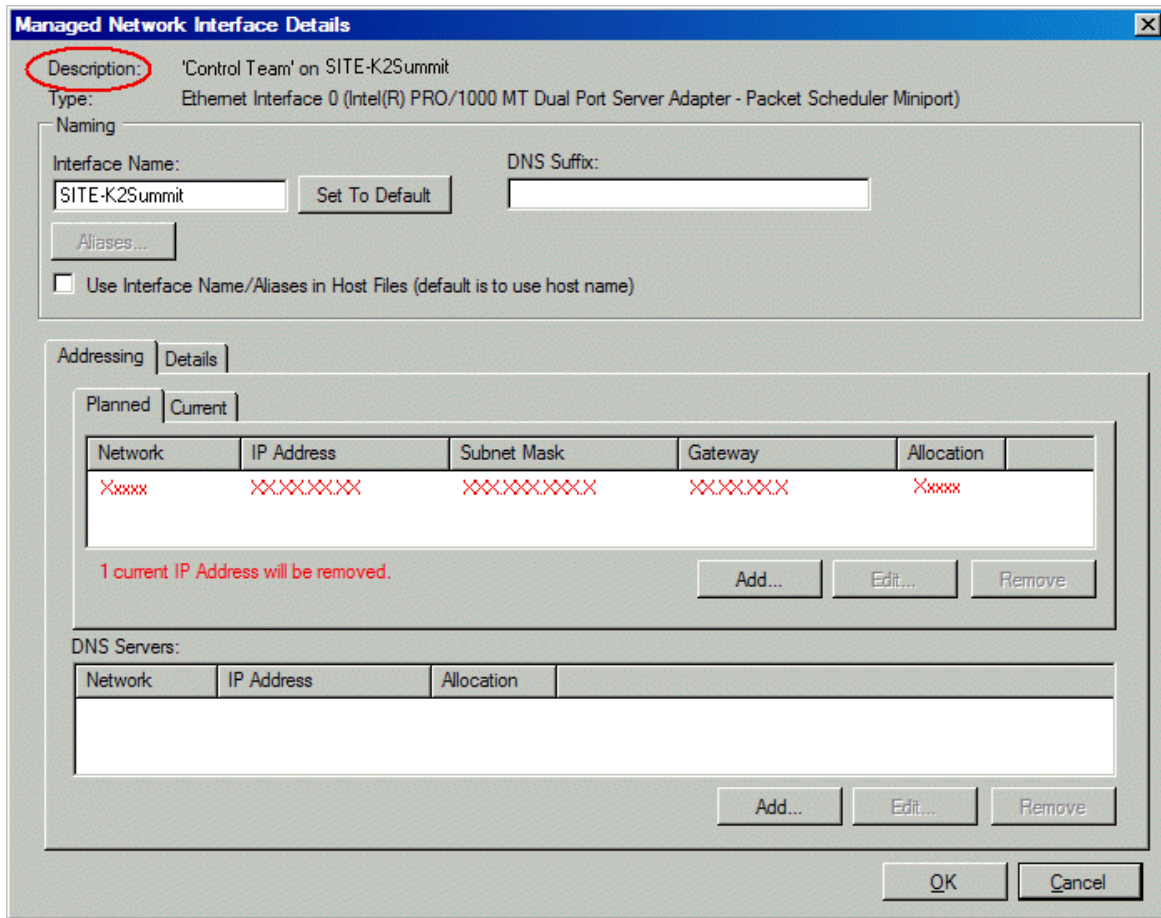 Managed Network Interface Details
Description: 'Control Team' on SITE-K2Summit
Type: Ethernet Interface 0 (Intel(R) PRO/1000 MT Dual Port Server Adapter - Packet Scheduler Miniport)
Naming
Interface Name: DNS Suffix:
SITE-K2Summit Set To Default
Aliases...
Use Interface Name/Aliases in Host Files (default is to use host name)
Addressing Details
Planned Current
Network IP Address Subnet Mask Gateway Allocation
Xxxxx XX.XX.XX.XX XXX.XXX.XXX.X XX.XX.XX.X Xxxxx
1 current IP Address will be removed.
Add... Edit... Remove
DNS Servers:
Network IP Address Allocation
Add... Edit... Remove
OK Cancel